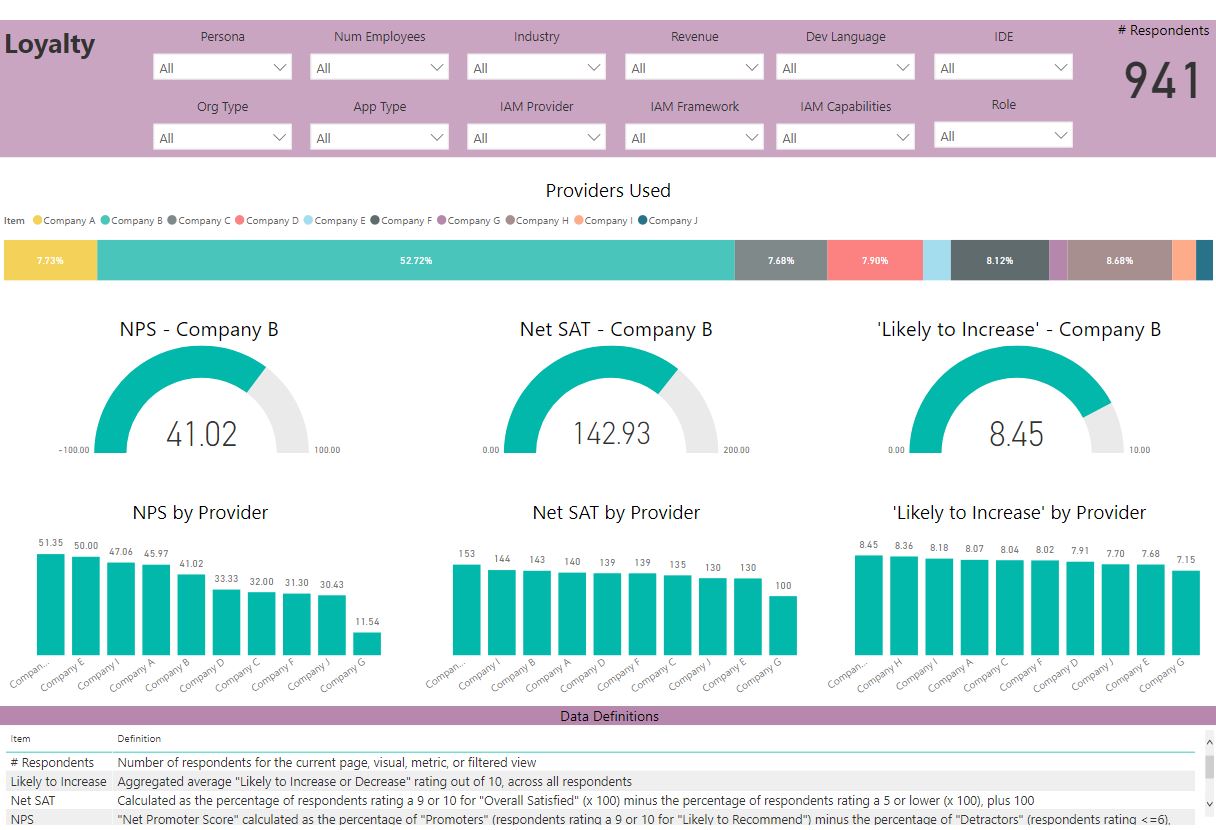 Loyalty
Persona Num Employees Industry Revenue Dev Language IDE # Respondents
All All All All All All
941
Org Type App Type IAM Provider IAM Framework IAM Capabilities Role
All All All All All All
Providers Used
Item Company A Company B Company C Company D Company E Company F Company G Company H Company I Company J
7.73% 52.72% 7.68% 7.90% 8.12% 8.68%
NPS - Company B
41.02
-100.00 100.00
Net SAT - Company B
142.93
0.00 200.00
'Likely to Increase' - Company B
8.45
0.00 10.00
NPS by Provider
51.35 50.00 47.06 45.97 41.02 33.33 32.00 31.30 30.43 11.54
Compan... Company E Company I Company A Company B Company D Company C Company F Company J Company G
Net SAT by Provider
153 144 143 140 139 139 135 130 130 100
Compan... Company I Company B Company A Company D Company F Company C Company J Company E Company G
'Likely to Increase' by Provider
8.45 8.36 8.18 8.07 8.04 8.02 7.91 7.70 7.68 7.15
Compan... Company H Company I Company A Company C Company F Company D Company J Company E Company G
Data Definitions
Item Definition
# Respondents Number of respondents for the current page, visual, metric, or filtered view
Likely to Increase Aggregated average "Likely to Increase or Decrease" rating out of 10, across all respondents
Net SAT Calculated as the percentage of respondents rating a 9 or 10 for "Overall Satisfied" (x 100) minus the percentage of respondents rating a 5 or lower (x 100), plus 100
NPS "Net Promoter Score" calculated as the percentage of "Promoters" (respondents rating a 9 or 10 for "Likely to Recommend") minus the percentage of "Detractors" (respondents rating <=6),